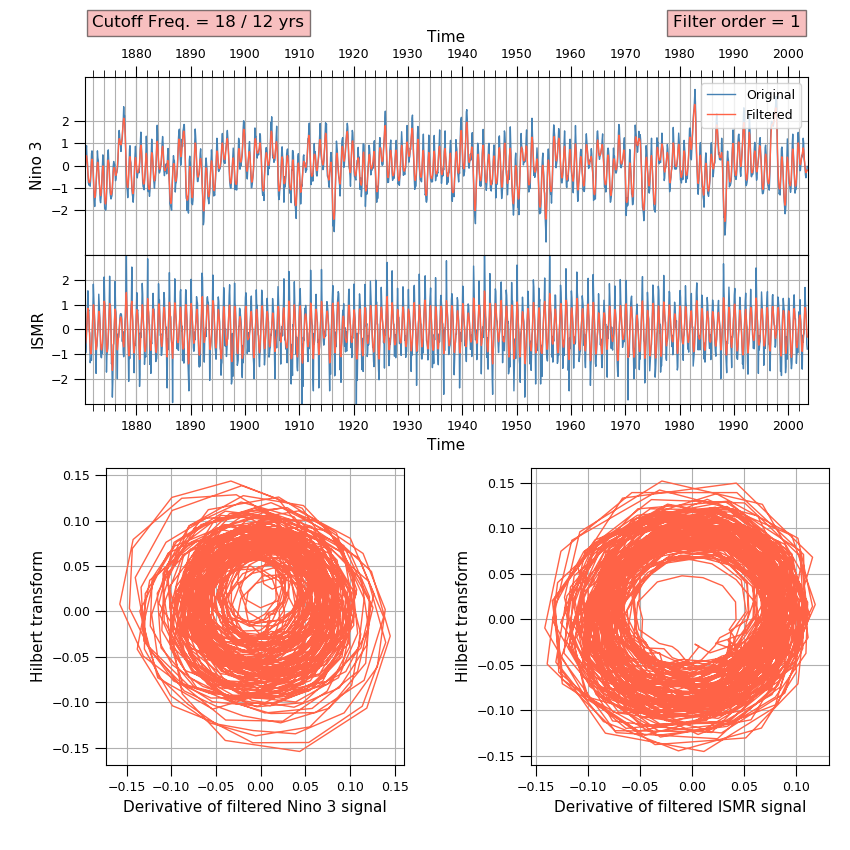 Cutoff Freq. = 18 / 12 yrs
Filter order = 1
Time
1880 1890 1900 1910 1920 1930 1940 1950 1960 1970 1980 1990 2000
Original
Filtered
Nino 3
2
1
0
−1
−2
ISMR
2
1
0
−1
−2
1880 1890 1900 1910 1920 1930 1940 1950 1960 1970 1980 1990 2000
Time
Hilbert transform
0.15
0.10
0.05
0.00
−0.05
−0.10
−0.15
−0.15 −0.10 −0.05 0.00 0.05 0.10 0.15
Derivative of filtered Nino 3 signal
Hilbert transform
0.15
0.10
0.05
0.00
−0.05
−0.10
−0.15
−0.15 −0.10 −0.05 0.00 0.05 0.10
Derivative of filtered ISMR signal